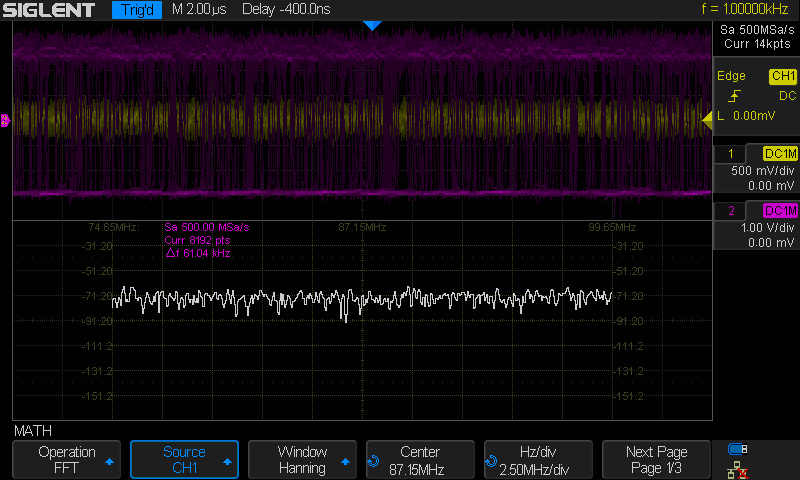 SIGLENT Trig'd M 2.00µs Delay -400.0ns f = 1.00000kHz
Sa 500MSa/s
Curr 14kpts
Edge CH1
DC
L 0.00mV
1 DC1M
500 mV/div
0.00 mV
2 DC1M
1.00 V/div
0.00 mV
2
74.65MHz 87.15MHz 99.65MHz
Sa 500.00 MSa/s
Curr 8192 pts
Δf 61.04 kHz
-31.20 -31.20
-51.20 -51.20
-71.20 -71.20
-91.20 -91.20
-111.2 -111.2
-131.2 -131.2
-151.2 -151.2
MATH
Operation Source Window Center Hz/div Next Page
FFT CH1 Hanning 87.15MHz 2.50MHz/div Page 1/3